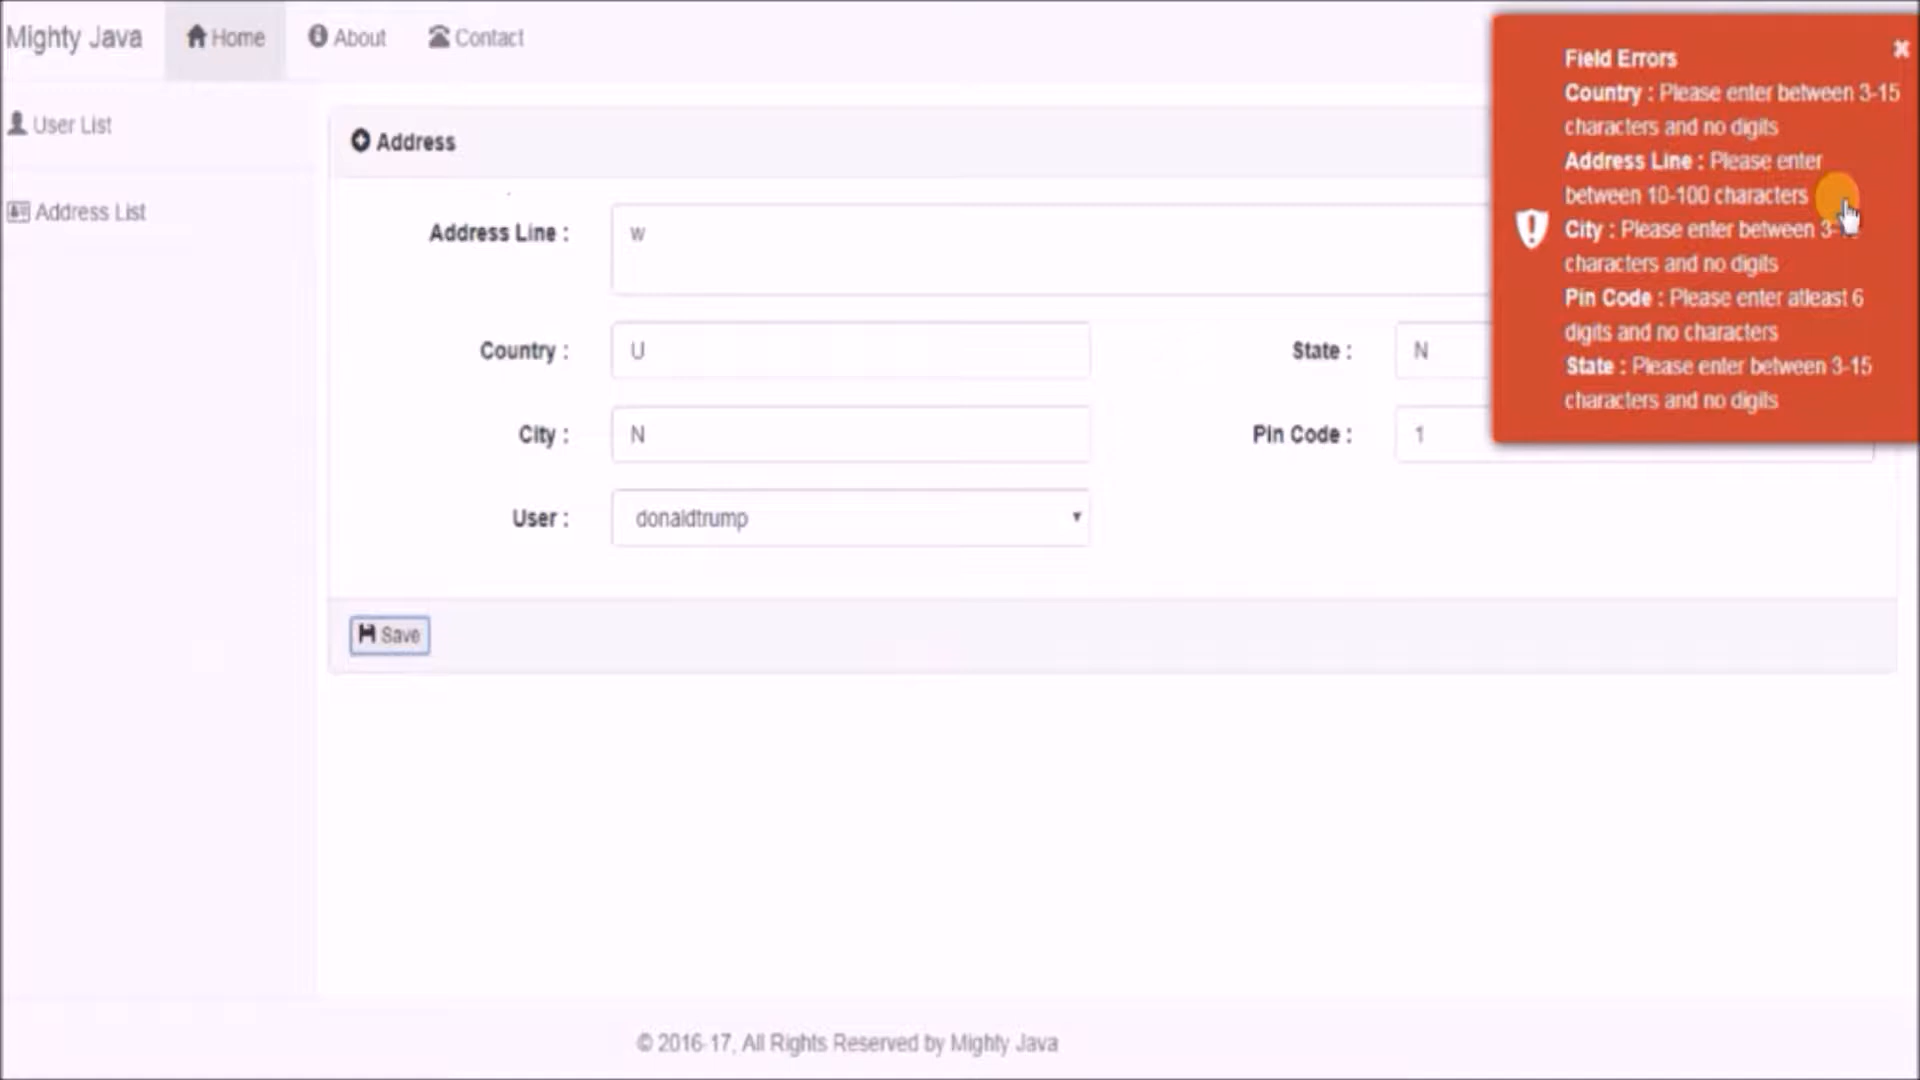 Mighty Java
Home
About
Contact
User List
Address List
Address
Address Line :
w
Country :
U
State :
N
City :
N
Pin Code :
1
User :
donaldtrump
Save
Field Errors
Country : Please enter between 3-15
characters and no digits
Address Line : Please enter
between 10-100 characters
City : Please enter between
characters and no digits
Pin Code : Please enter atleast 6
digits and no characters
State : Please enter between 3-15
characters and no digits
© 2016-17, All Rights Reserved by Mighty Java